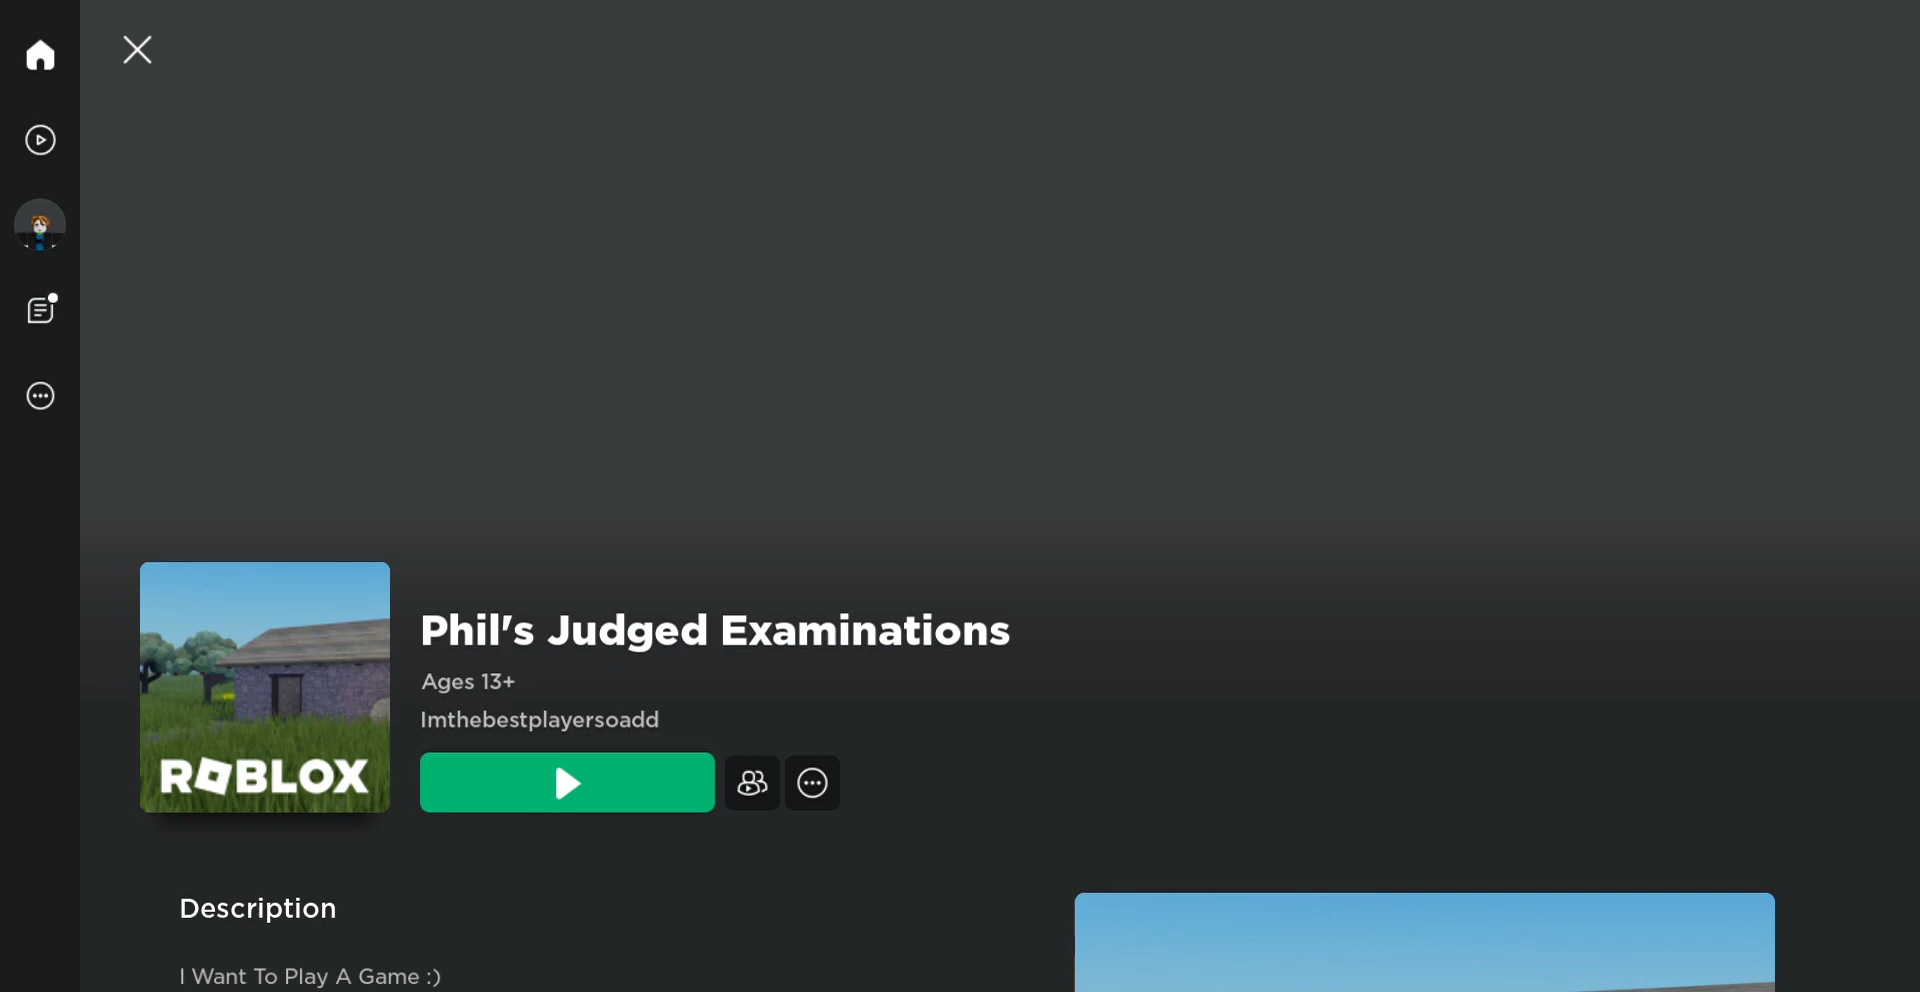 Phil's Judged Examinations
Ages 13+
Imthebestplayersoadd
ROBLOX
Description
I Want To Play A Game :)